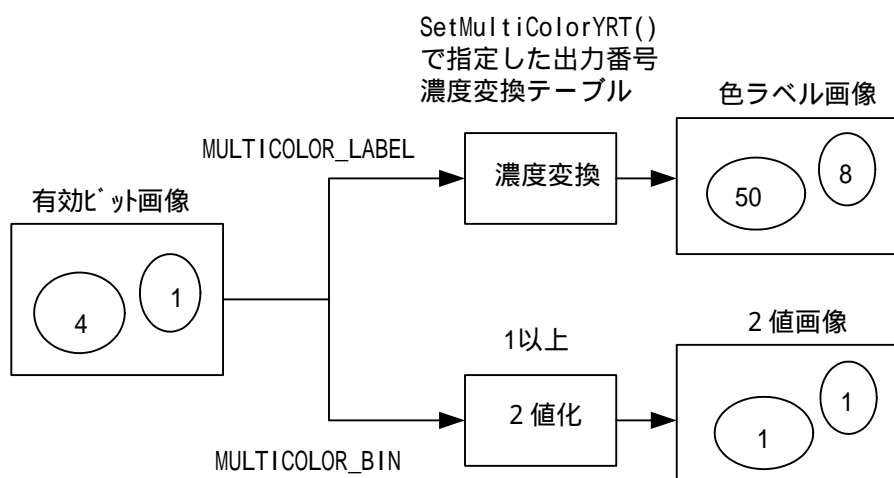 SetMultiColorYRT()
で指定した出力番号
濃度変換テーブル
色ラベル画像
MULTICOLOR_LABEL
濃度変換
50
8
有効ﾋﾞｯﾄ画像
4
1
1以上
2値画像
2値化
1
1
MULTICOLOR_BIN